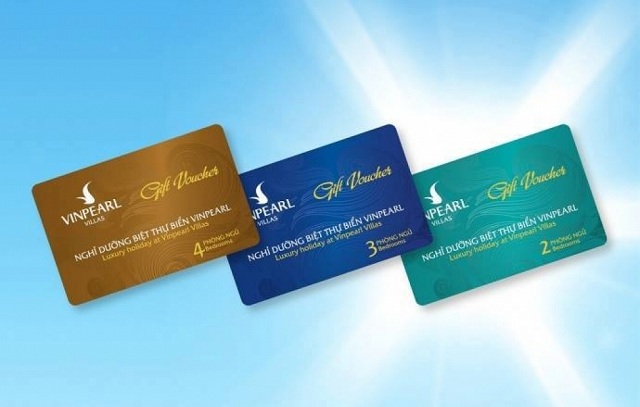 VINPEARL
VILLAS
Gift Voucher
NGHỈ DƯỠNG BIỆT THỰ BIỂN VINPEARL
Luxury holiday at Vinpearl Villas
4 PHÒNG NGỦ
Bedrooms
VINPEARL
VILLAS
Gift Voucher
NGHỈ DƯỠNG BIỆT THỰ BIỂN VINPEARL
Luxury holiday at Vinpearl Villas
3 PHÒNG NGỦ
Bedrooms
NPEARL
VILLAS
Gift Voucher
NGHỈ DƯỠNG BIỆT THỰ BIỂN VINPEARL
Luxury holiday at Vinpearl Villas
2 PHÒNG NGỦ
Bedrooms